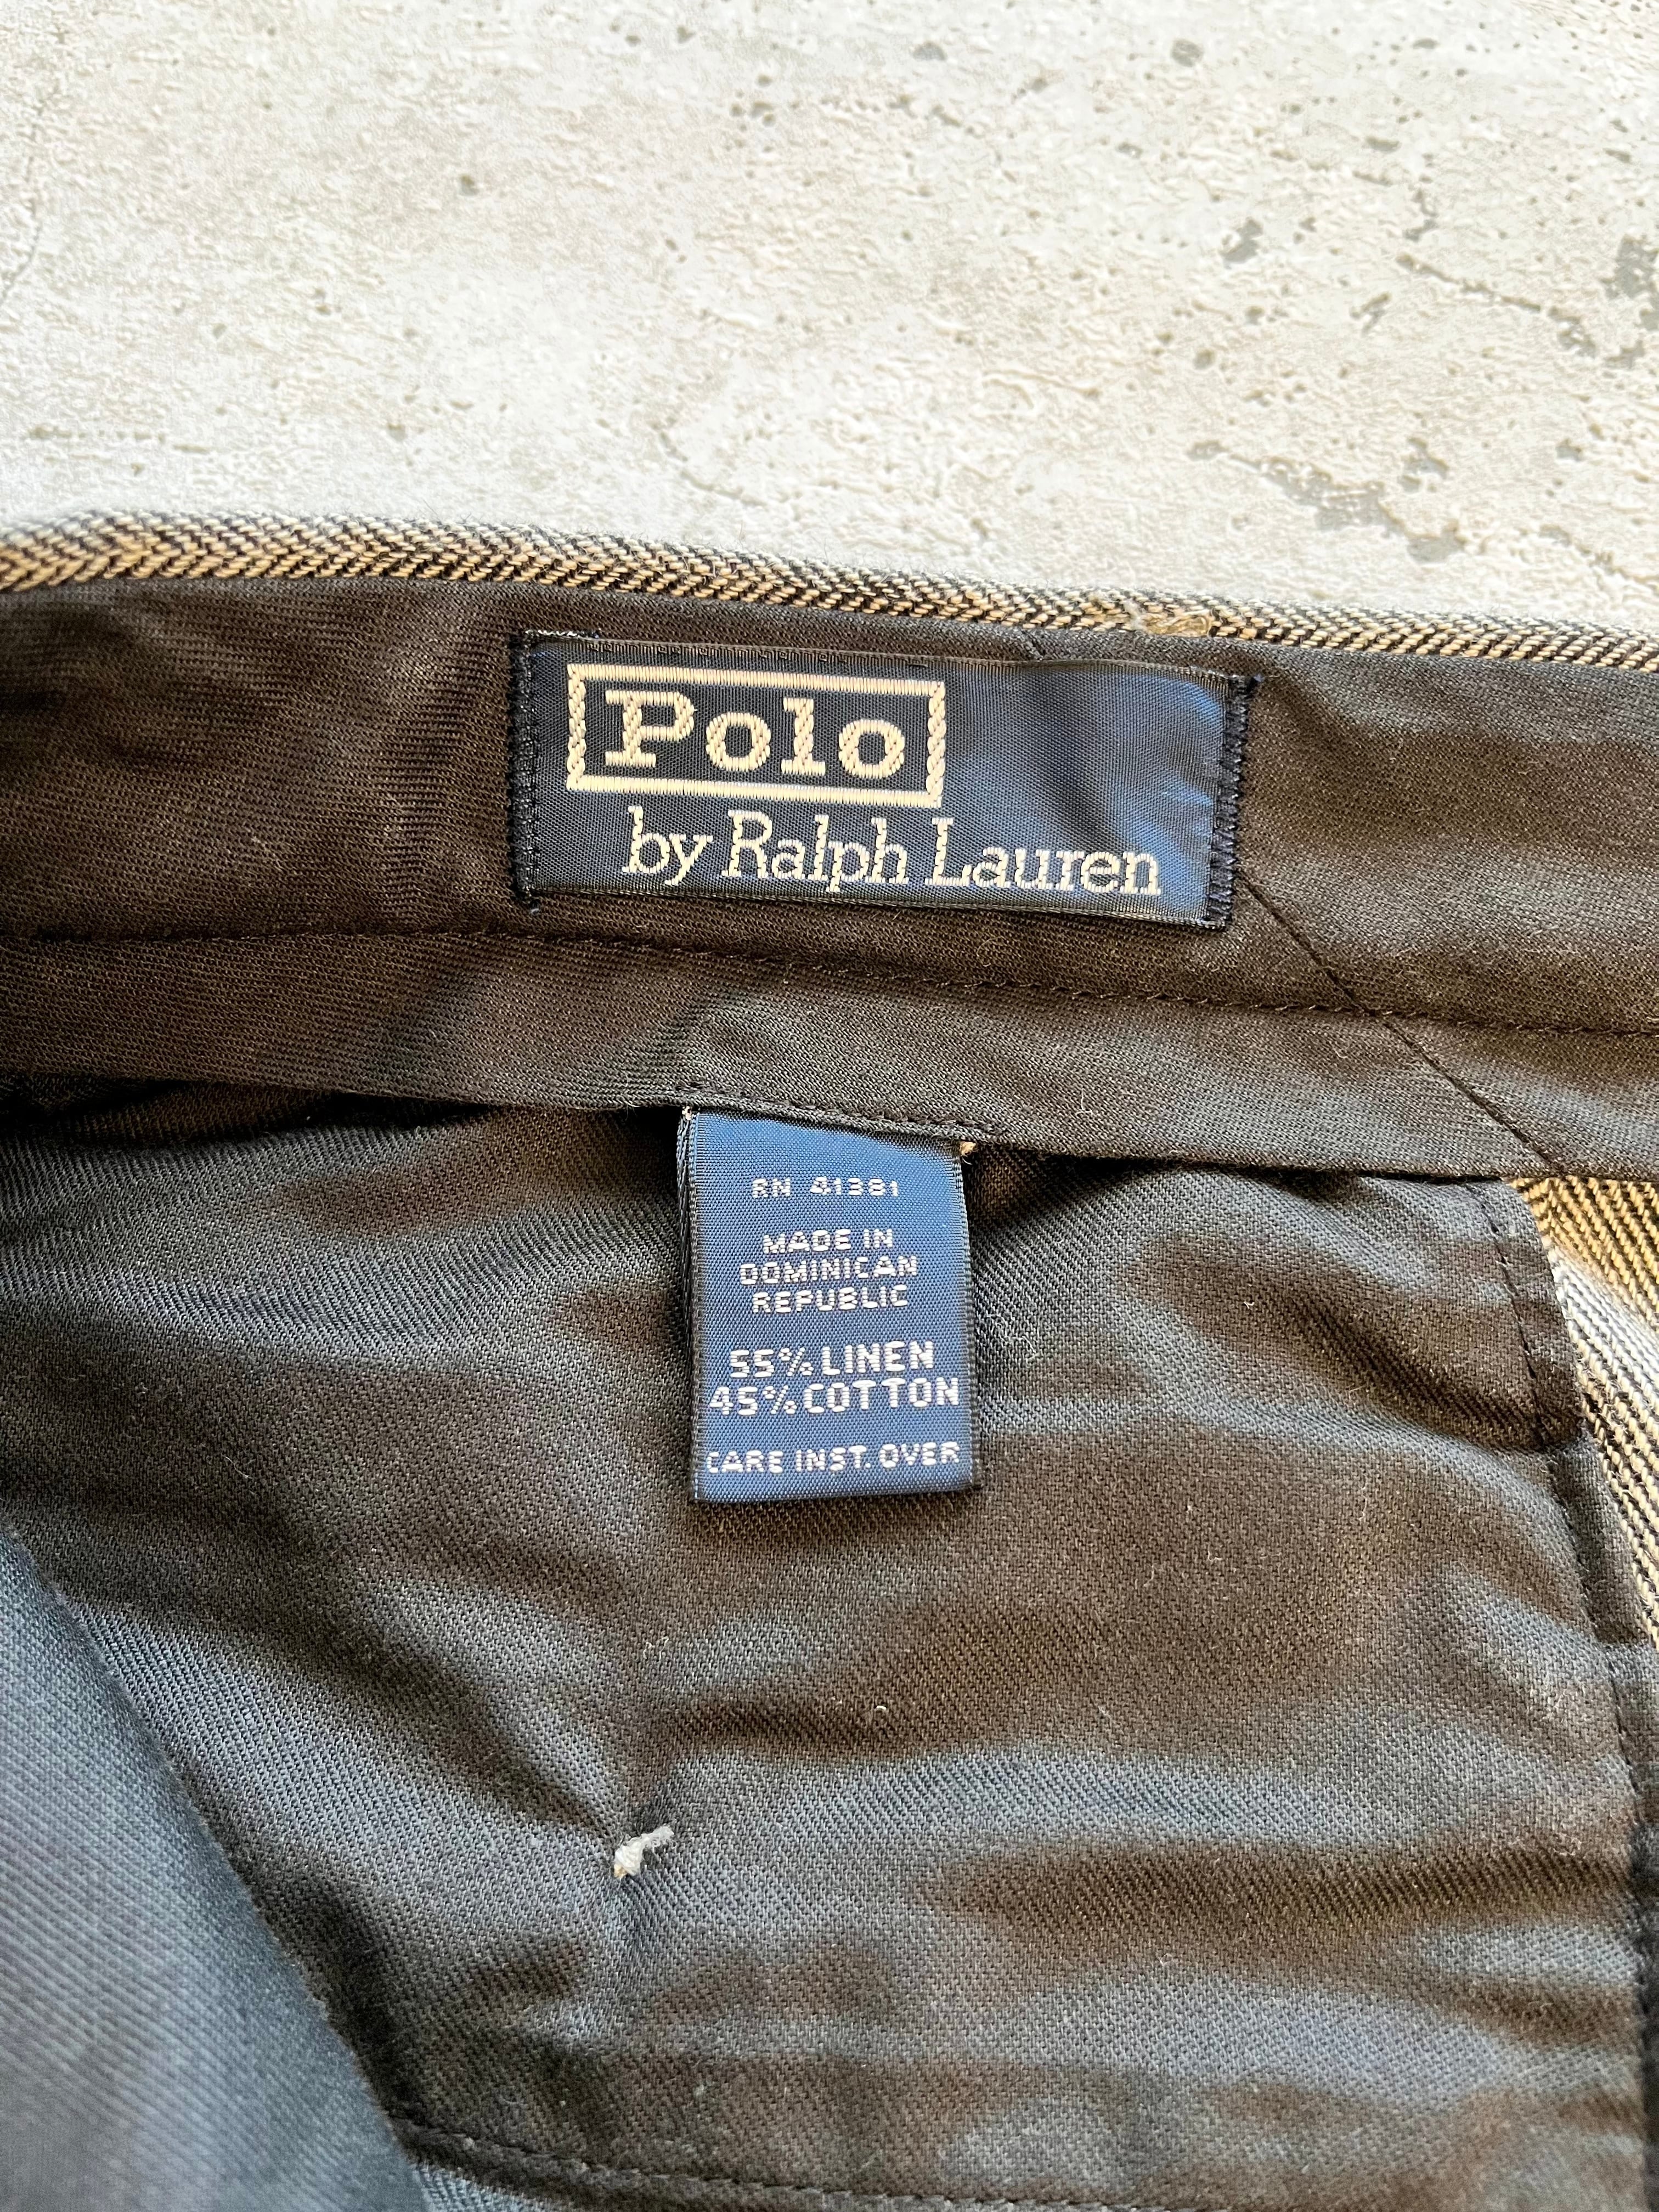 Polo
by Ralph Lauren
RN 41381
MADE IN
DOMINICAN
REPUBLIC
55% LINEN
45% COTTON
CARE INST. OVER